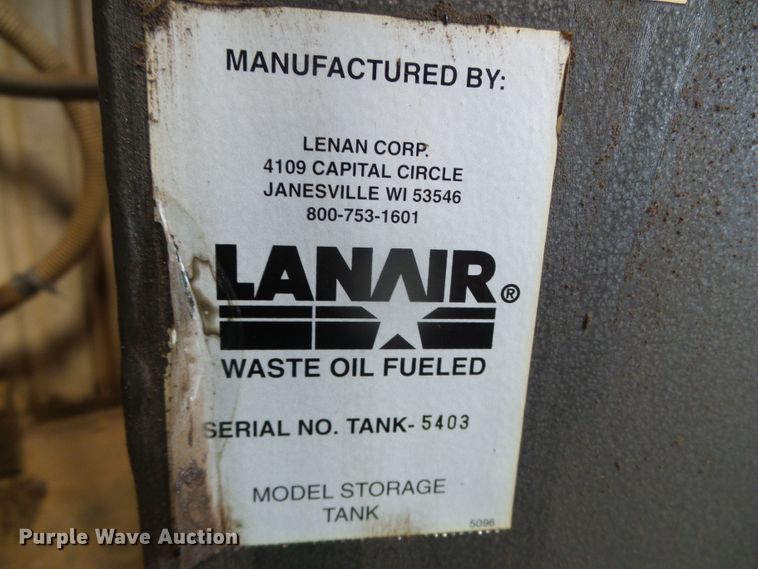 MANUFACTURED BY:
LENAN CORP.
4109 CAPITAL CIRCLE
JANESVILLE WI 53546
800-753-1601
LANAIR®
WASTE OIL FUELED
SERIAL NO. TANK-5403
MODEL STORAGE
TANK
5096
Purple Wave Auction